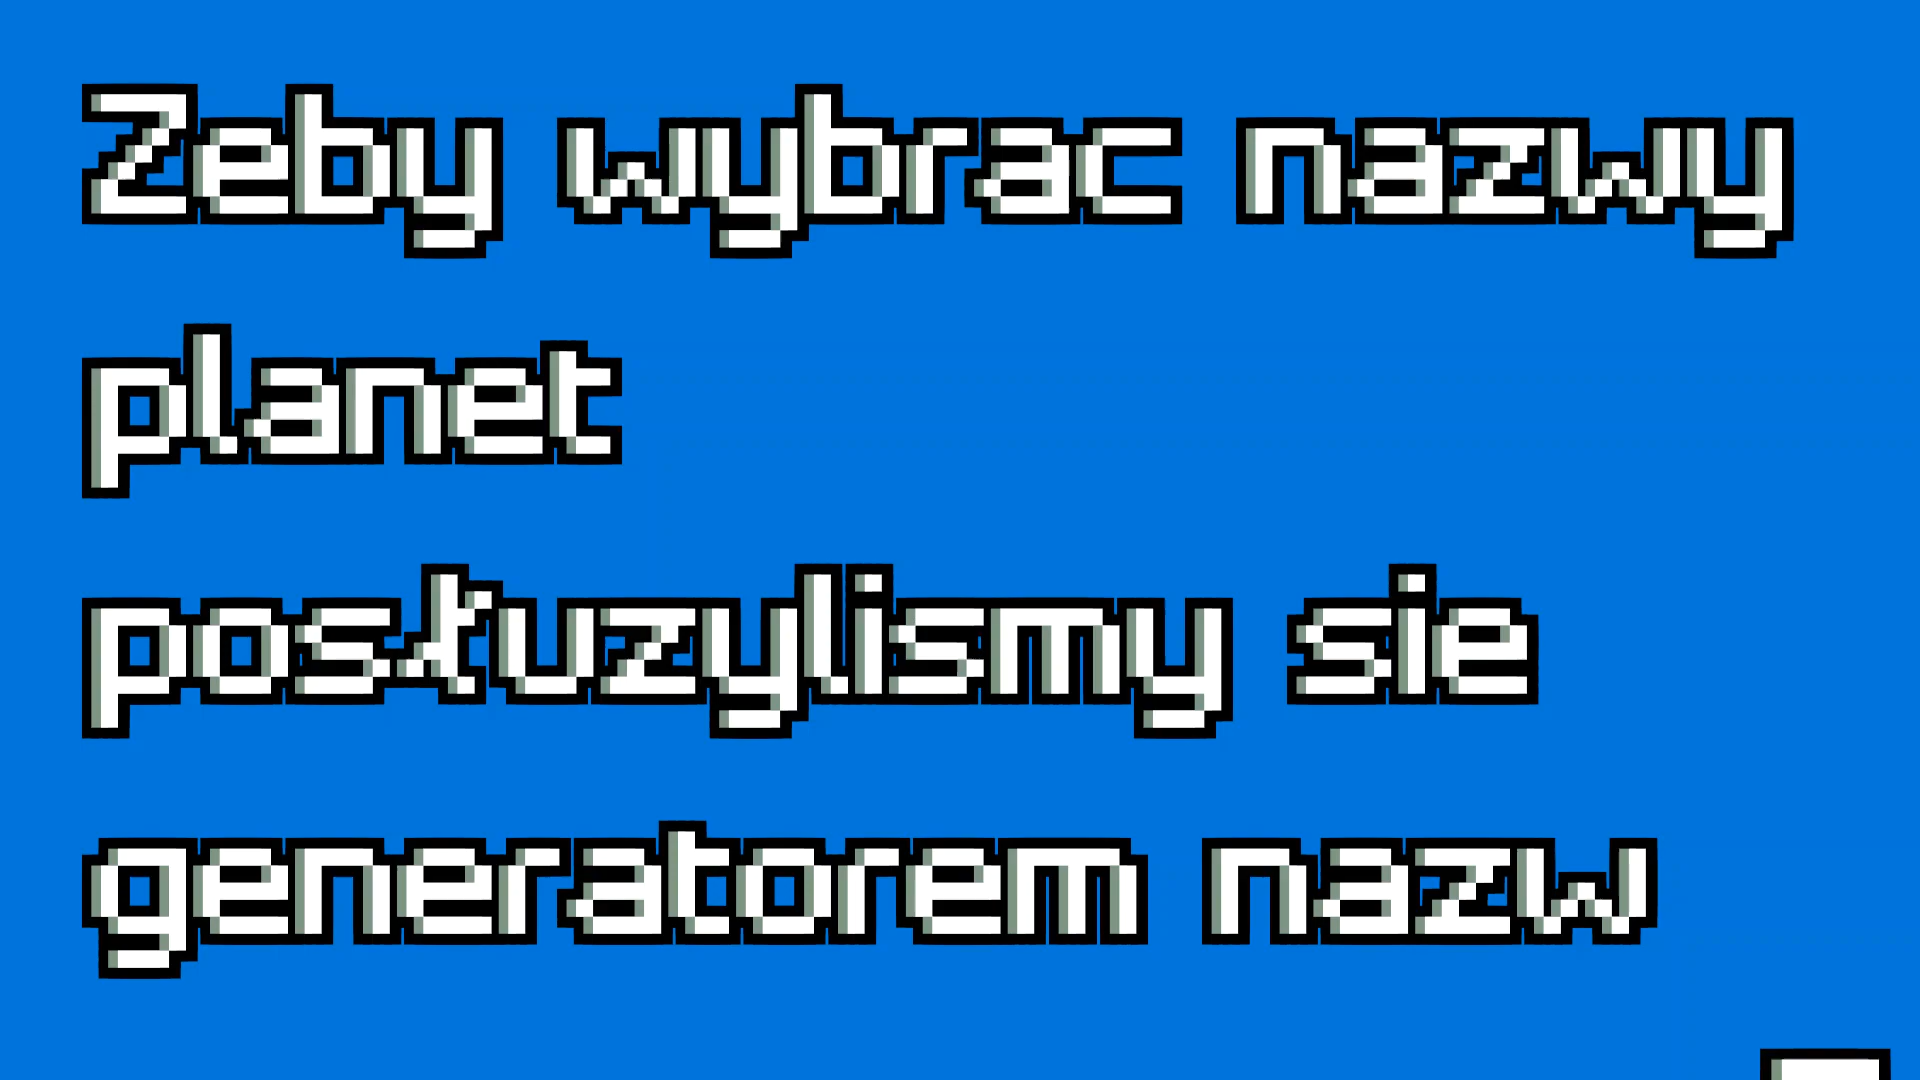 Zeby wybrac nazwy
planet
posłuzylismy sie
generatorem nazw